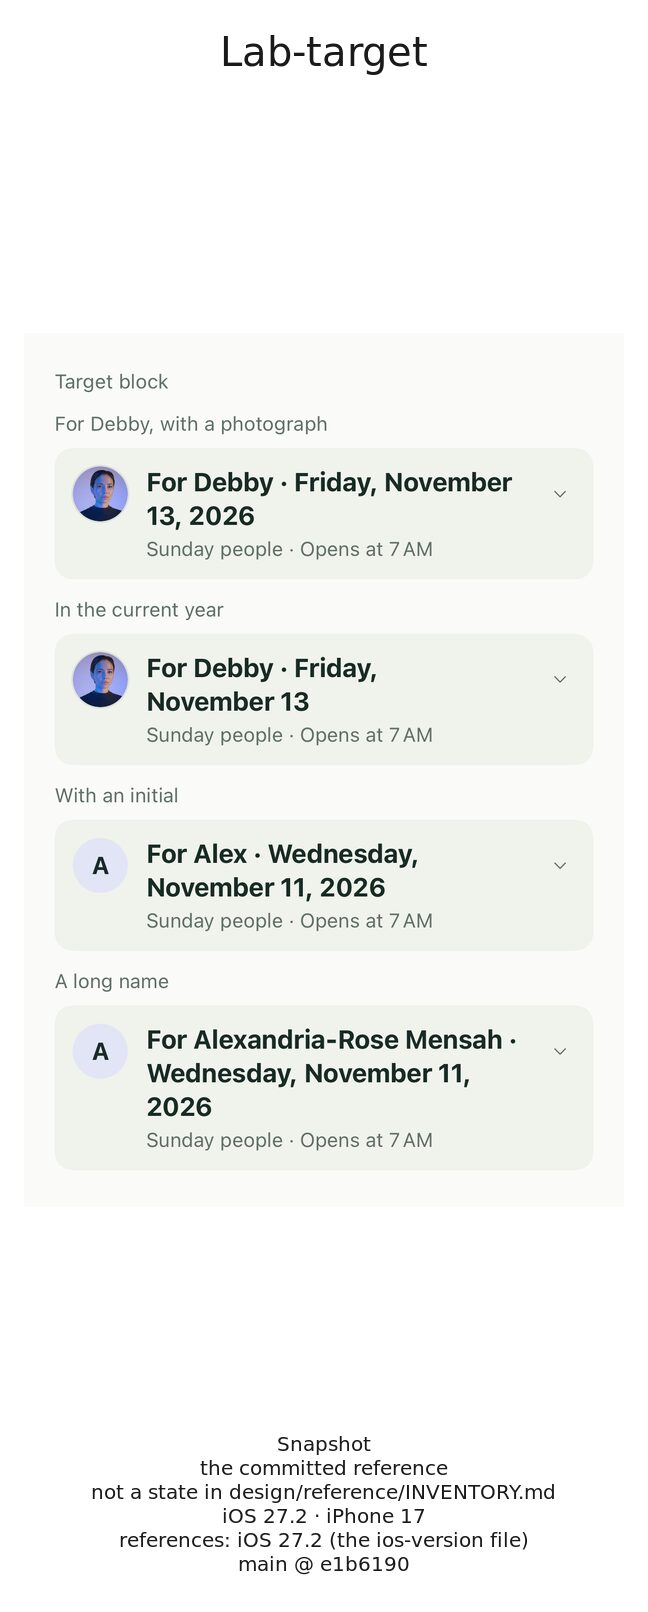 Lab-target
Target block
For Debby, with a photograph
For Debby · Friday, November
13, 2026
Sunday people · Opens at 7 AM
In the current year
For Debby · Friday,
November 13
Sunday people · Opens at 7 AM
With an initial
A
For Alex · Wednesday,
November 11, 2026
Sunday people · Opens at 7 AM
A long name
A
For Alexandria-Rose Mensah ·
Wednesday, November 11,
2026
Sunday people · Opens at 7 AM
Snapshot
the committed reference
not a state in design/reference/INVENTORY.md
iOS 27.2 · iPhone 17
references: iOS 27.2 (the ios-version file)
main @ e1b6190